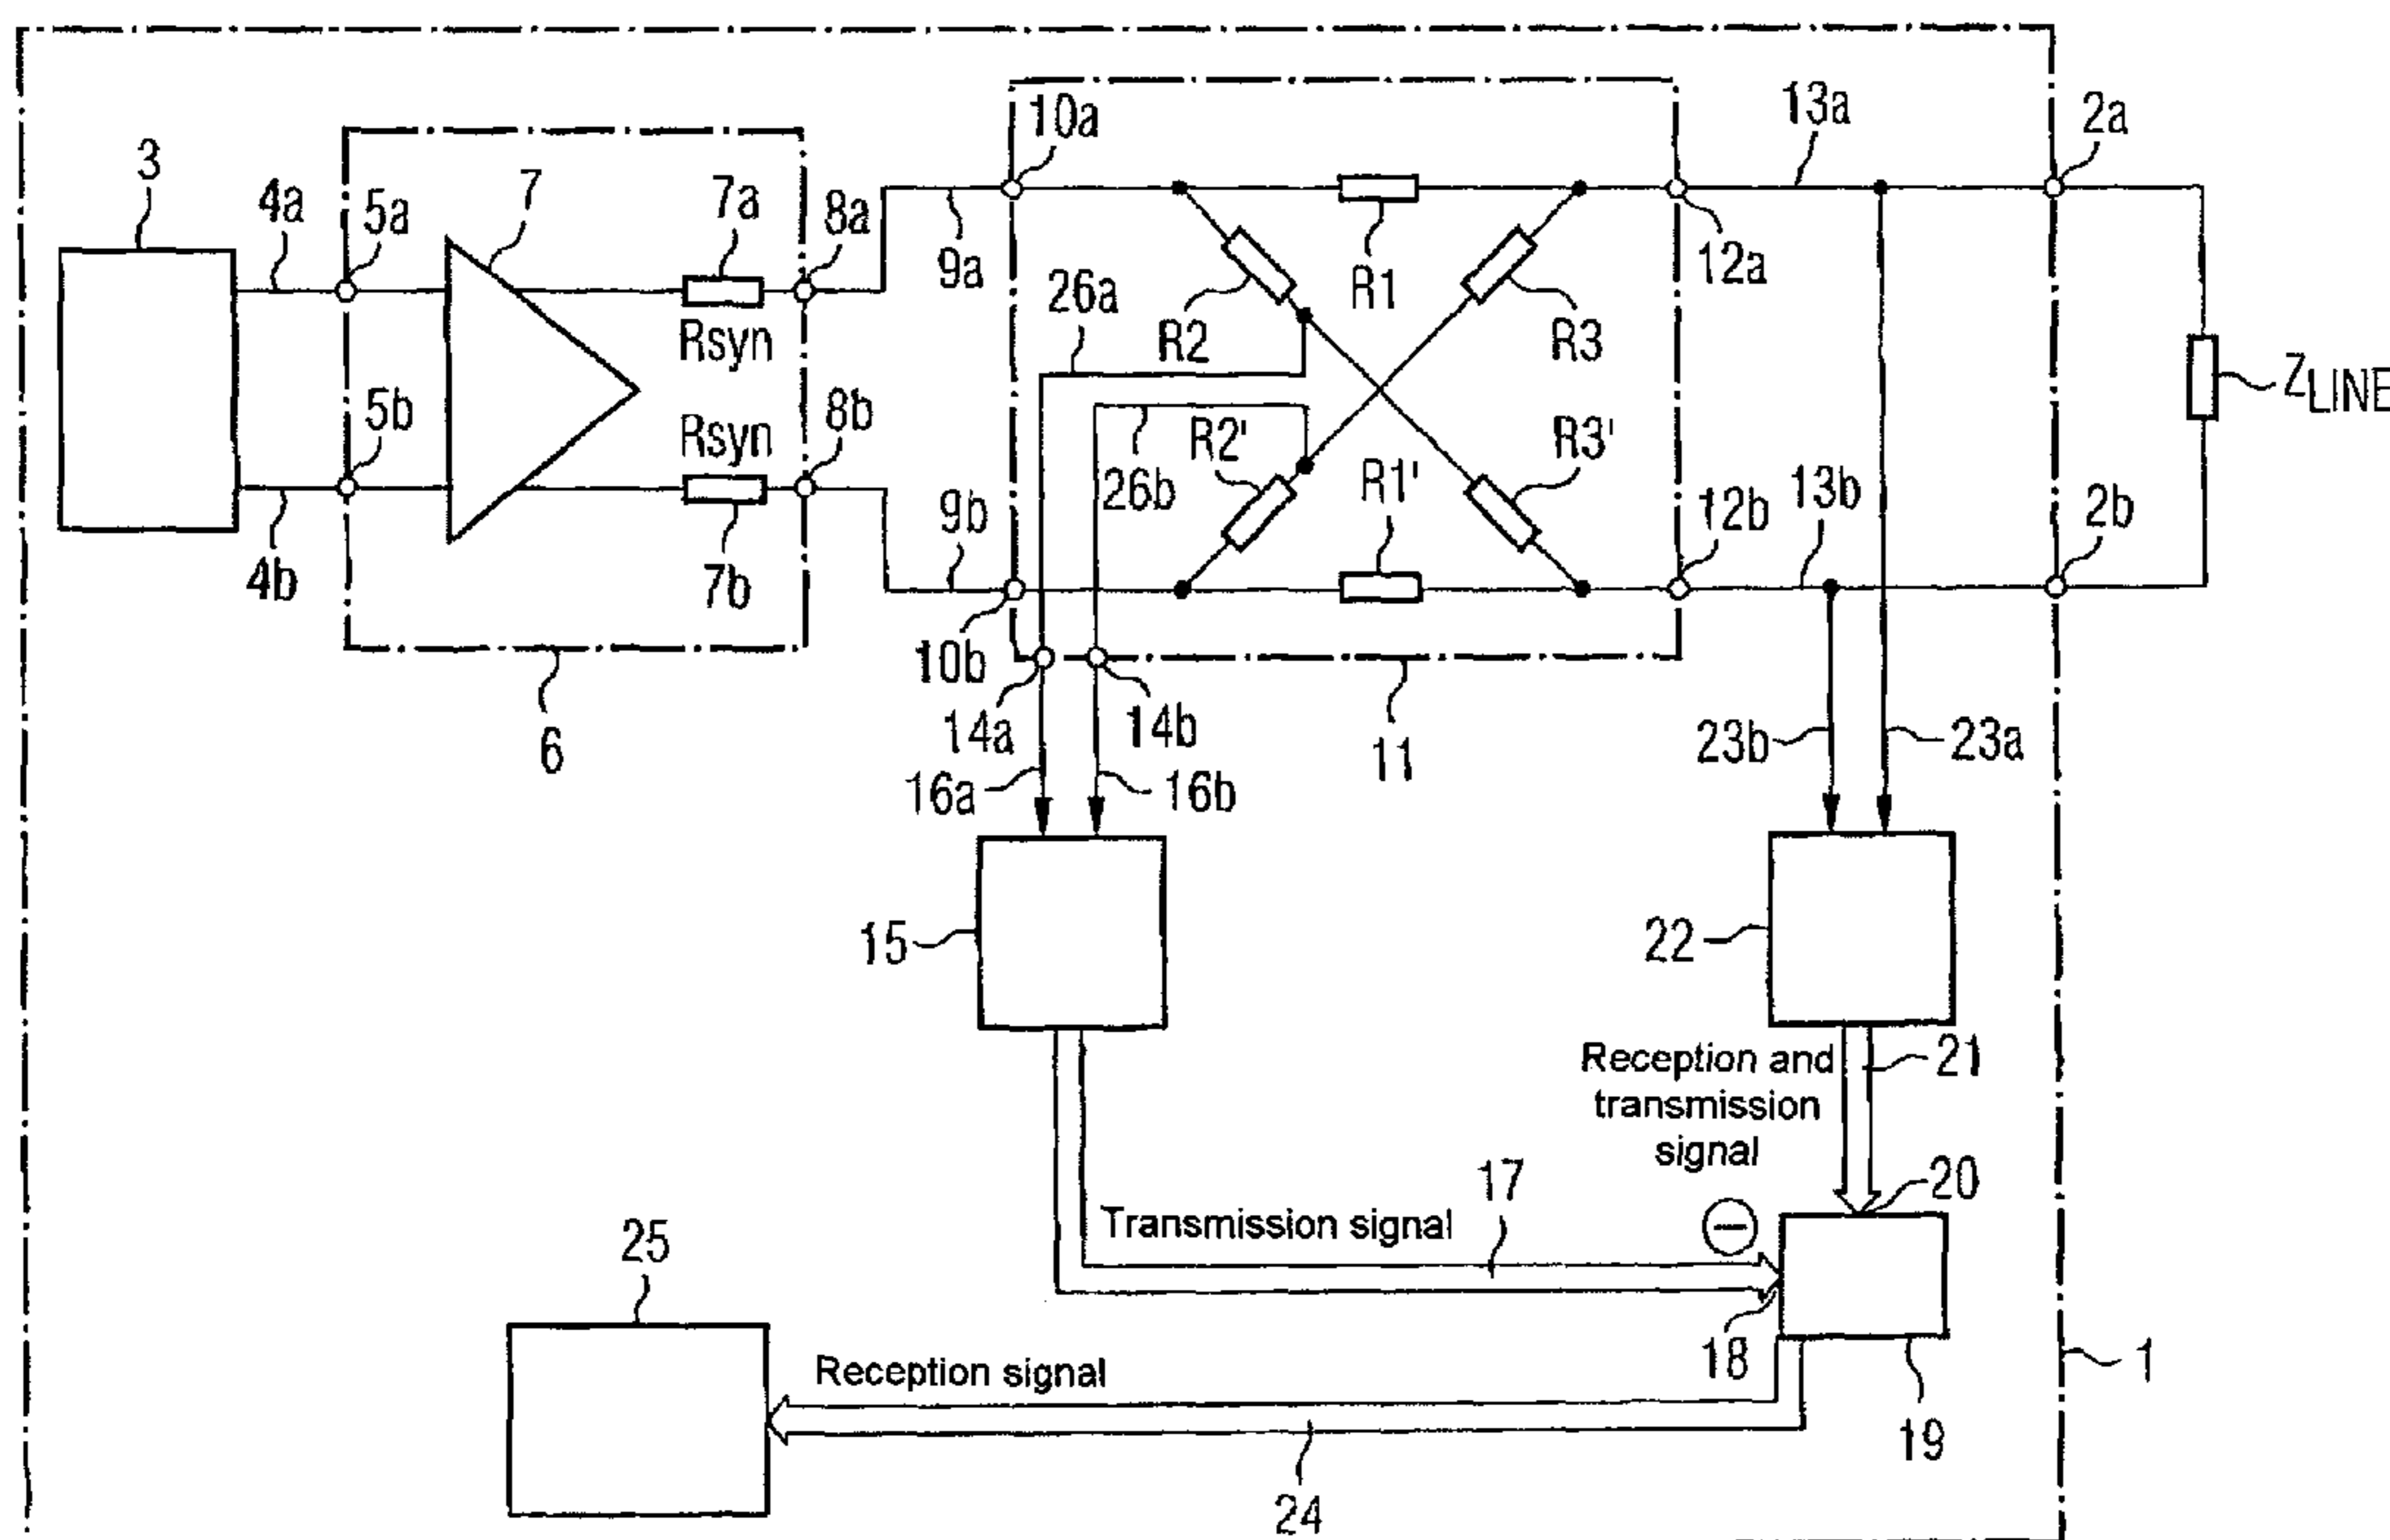 10a
13a
2a
3
4a
5a
7
7a
8a
9a
R1
12a
26a
R2
R3
Rsyn
ZLINE
5b
Rsyn
8b
R2'
R3'
26b
R1'
9b
12b
13b
2b
4b
7b
10b
6
14a
14b
11
23b
23a
16a
16b
15
22
Reception and
transmission
signal
21
17
20
Transmission signal
−
25
18
1
Reception signal
19
24